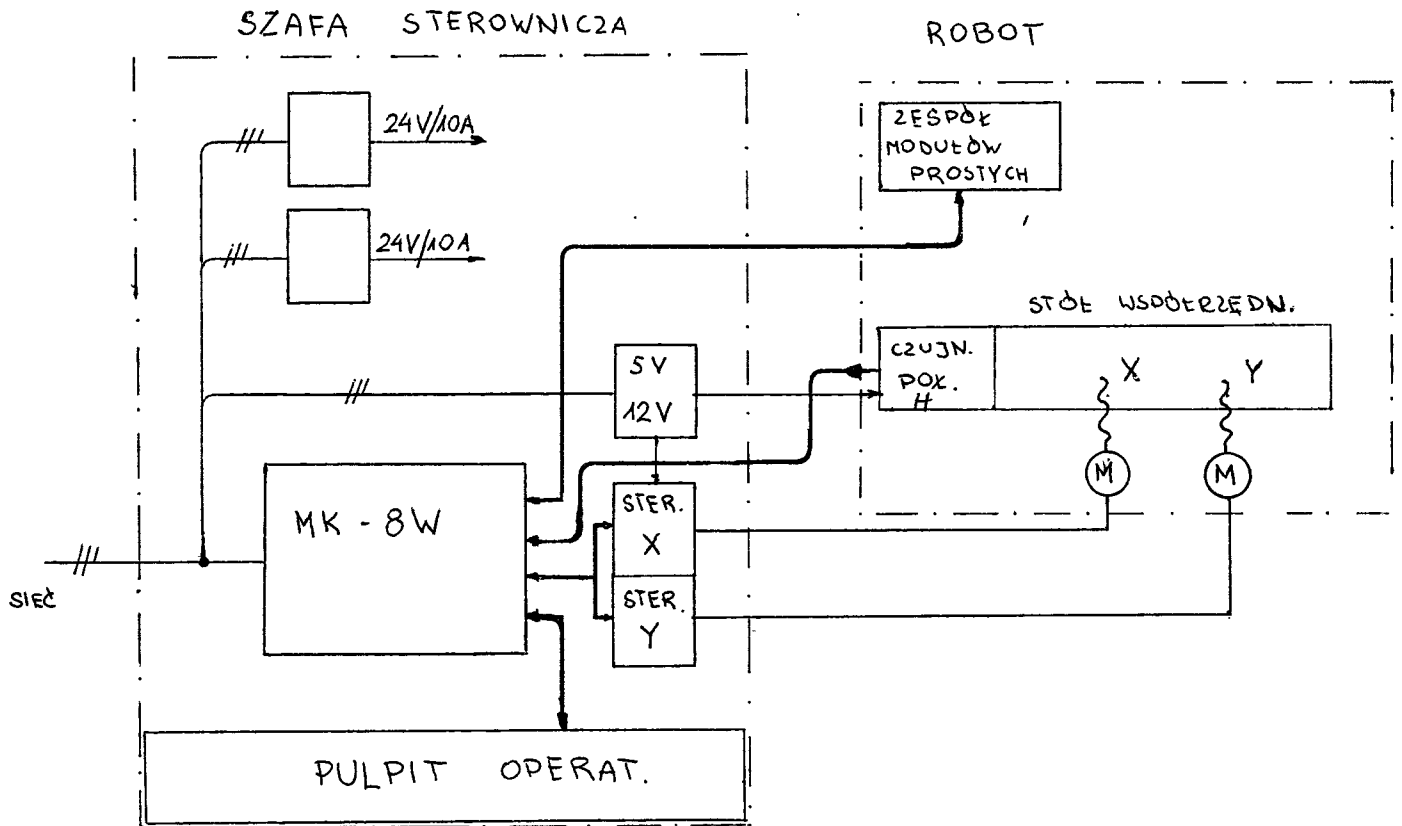 SZAFA STEROWNICZA
ROBOT
24V/10A
ZESPÓŁ
MODUŁÓW
PROSTYCH
24V/10A
STÓŁ WSPÓŁRZĘDN.
5V
12V
CZUJN.
POŁ.
H
X
Y
M
M
MK - 8W
STER.
X
STER.
Y
SIEĆ
PULPIT OPERAT.